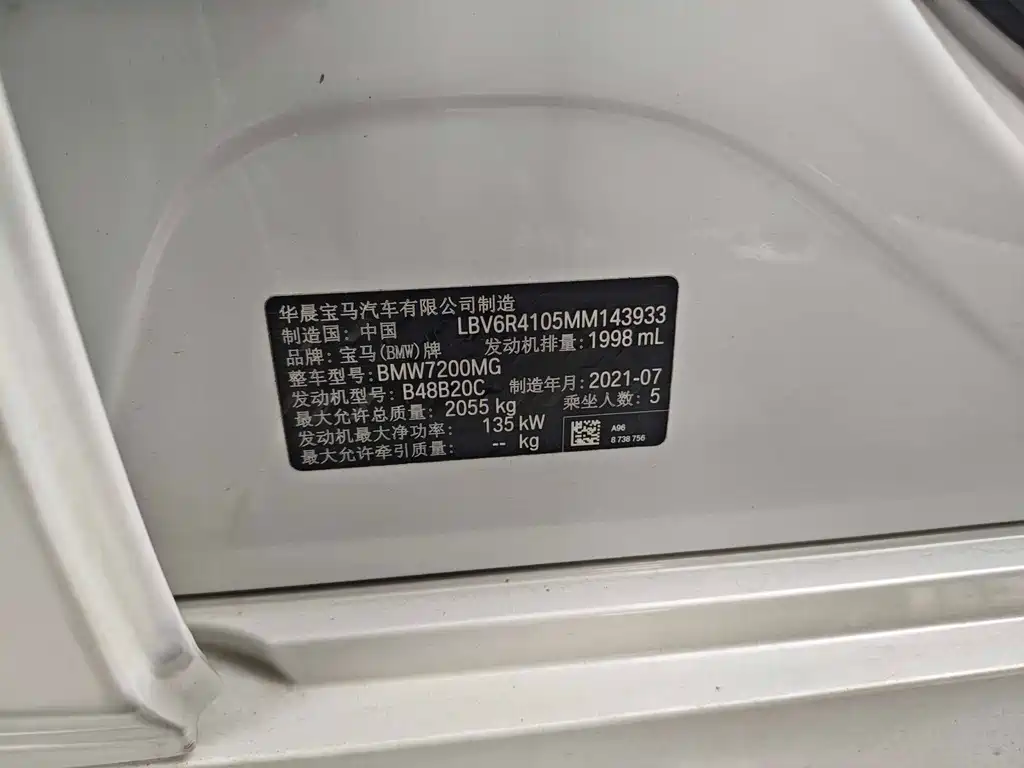 华晨宝马汽车有限公司制造
制造国: 中国 LBV6R4105MM143933
品牌: 宝马(BMW)牌 发动机排量: 1998 mL
整车型号: BMW7200MG
发动机型号: B48B20C 制造年月: 2021-07
最大允许总质量: 2055 kg 乘坐人数: 5
发动机最大净功率: 135 kW
最大允许牵引质量: -- kg
A96
8 738 756